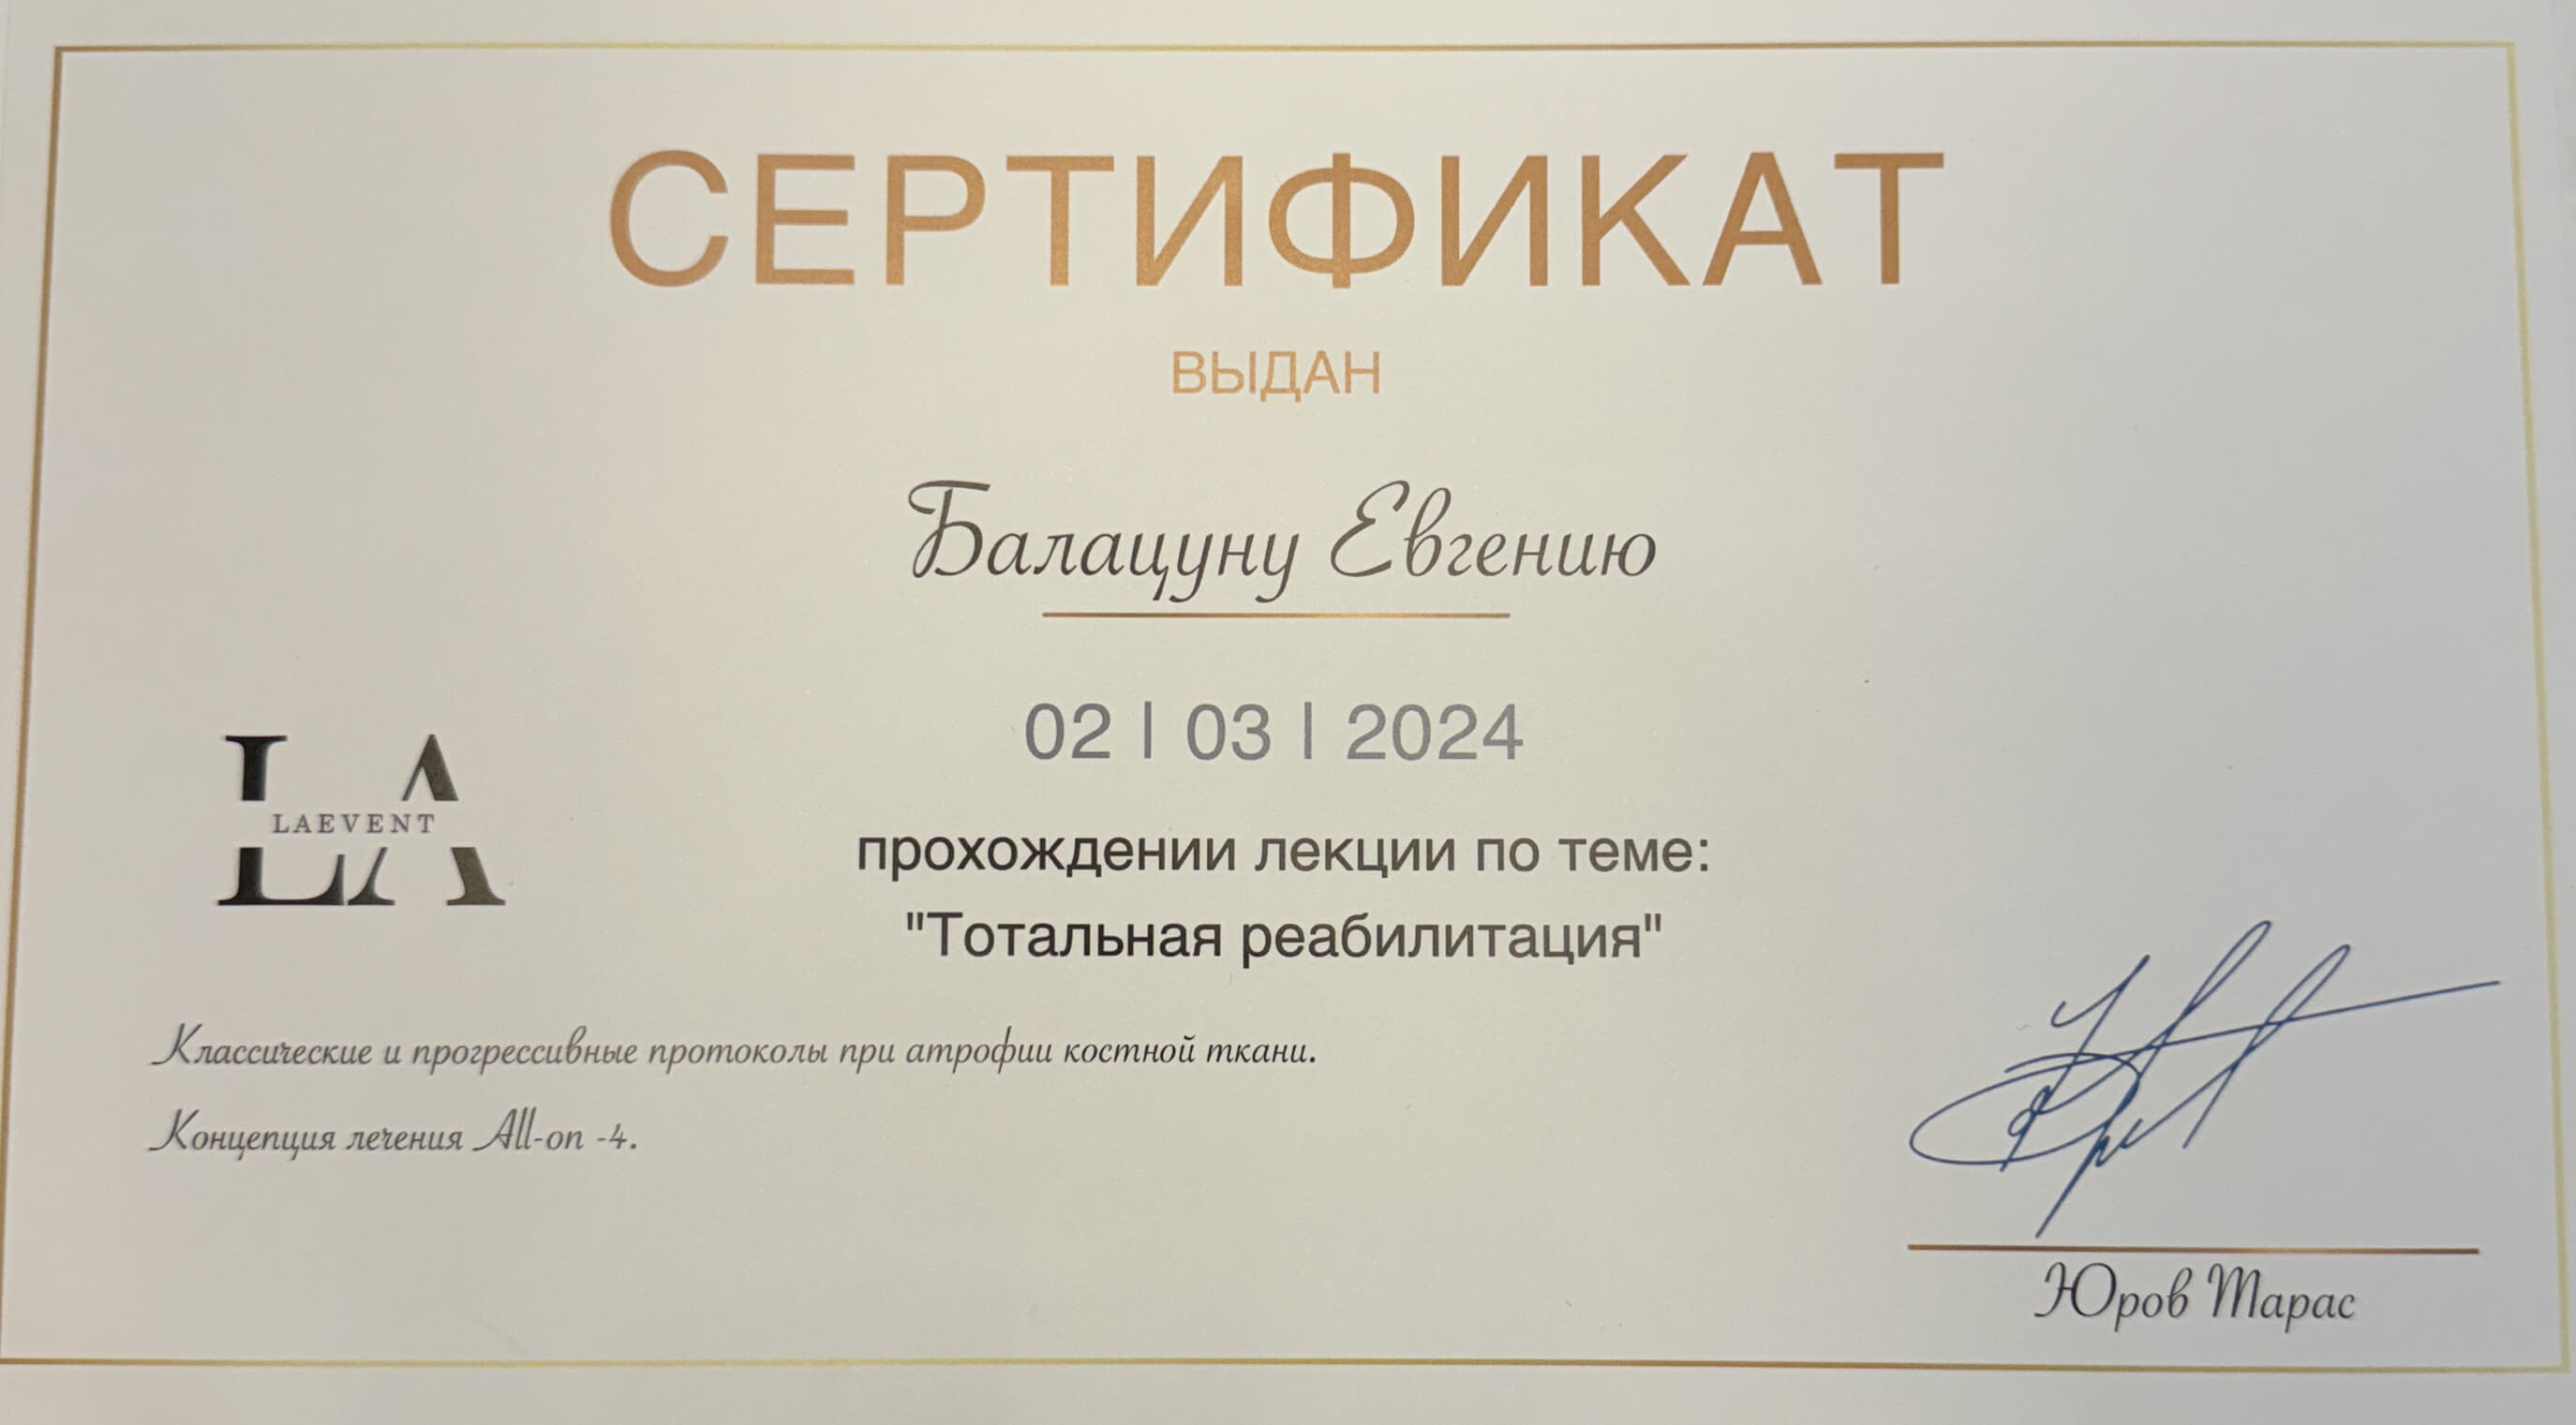 СЕРТИФИКАТ
ВЫДАН
Балацуну Евгению
02 | 03 | 2024
LA
LAEVENT
прохождении лекции по теме:
"Тотальная реабилитация"
Классические и прогрессивные протоколы при атрофии костной ткани.
Концепция лечения All-on -4.
Юров Тарас